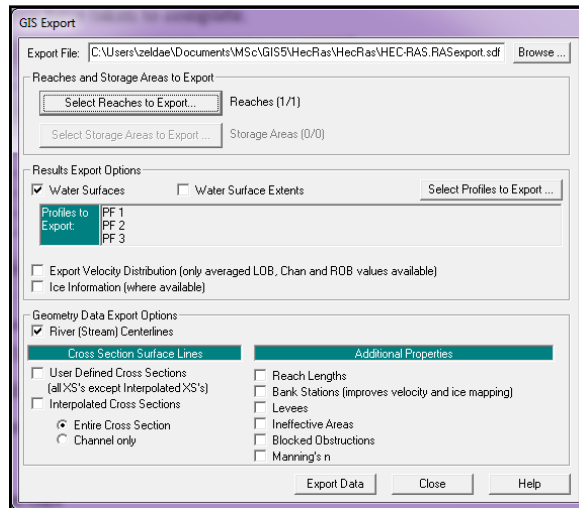 GIS Export
Export File: C:\Users\zeldae\Documents\MSc\GIS5\HecRas\HecRas\HEC-RAS.RASexport.sdf Browse ...
Reaches and Storage Areas to Export
Select Reaches to Export... Reaches (1/1)
Select Storage Areas to Export ... Storage Areas (0/0)
Results Export Options
Water Surfaces Water Surface Extents Select Profiles to Export ...
Profiles to PF 1
Export: PF 2
PF 3
Export Velocity Distribution (only averaged LOB, Chan and ROB values available)
Ice Information (where available)
Geometry Data Export Options
River (Stream) Centerlines
Cross Section Surface Lines Additional Properties
User Defined Cross Sections Reach Lengths
(all XS's except Interpolated XS's) Bank Stations (improves velocity and ice mapping)
Interpolated Cross Sections Levees
Entire Cross Section Ineffective Areas
Channel only Blocked Obstructions
Manning's n
Export Data Close Help